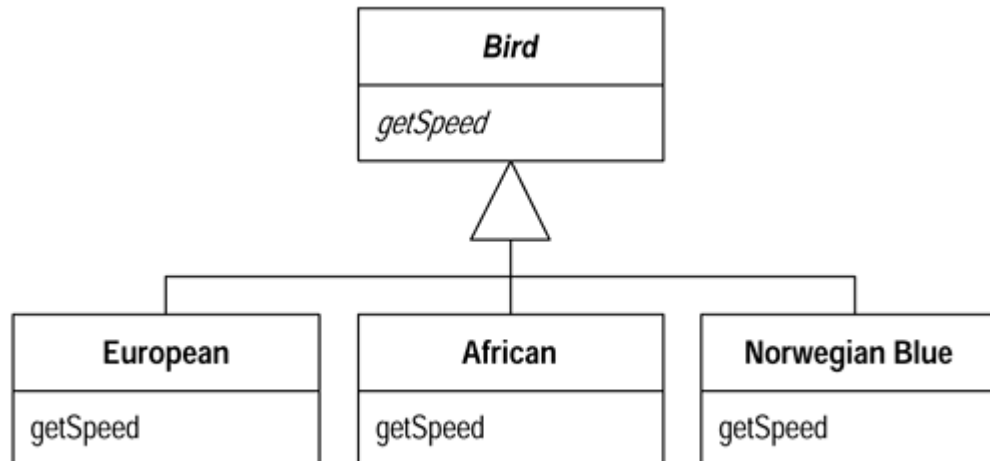 Bird
getSpeed
European
African
Norwegian Blue
getSpeed
getSpeed
getSpeed